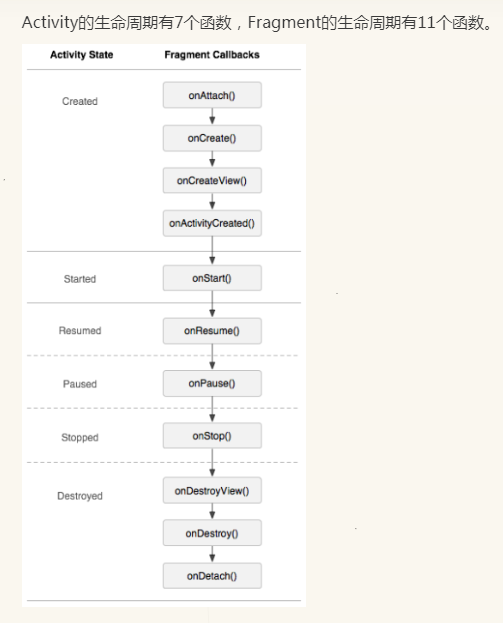 Activity的生命周期有7个函数，Fragment的生命周期有11个函数。
Activity State Fragment Callbacks
Created
onAttach()
onCreate()
onCreateView()
onActivityCreated()
Started onStart()
Resumed onResume()
Paused onPause()
Stopped onStop()
Destroyed onDestroyView()
onDestroy()
onDetach()